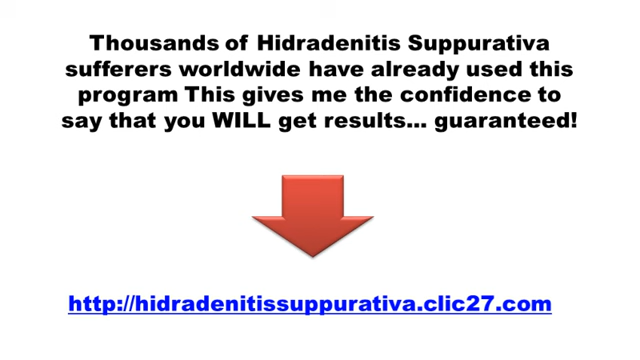 Thousands of Hidradenitis Suppurativa
sufferers worldwide have already used this
program This gives me the confidence to
say that you WILL get results... guaranteed!
http://hidradenitissuppurativa.clic27.com